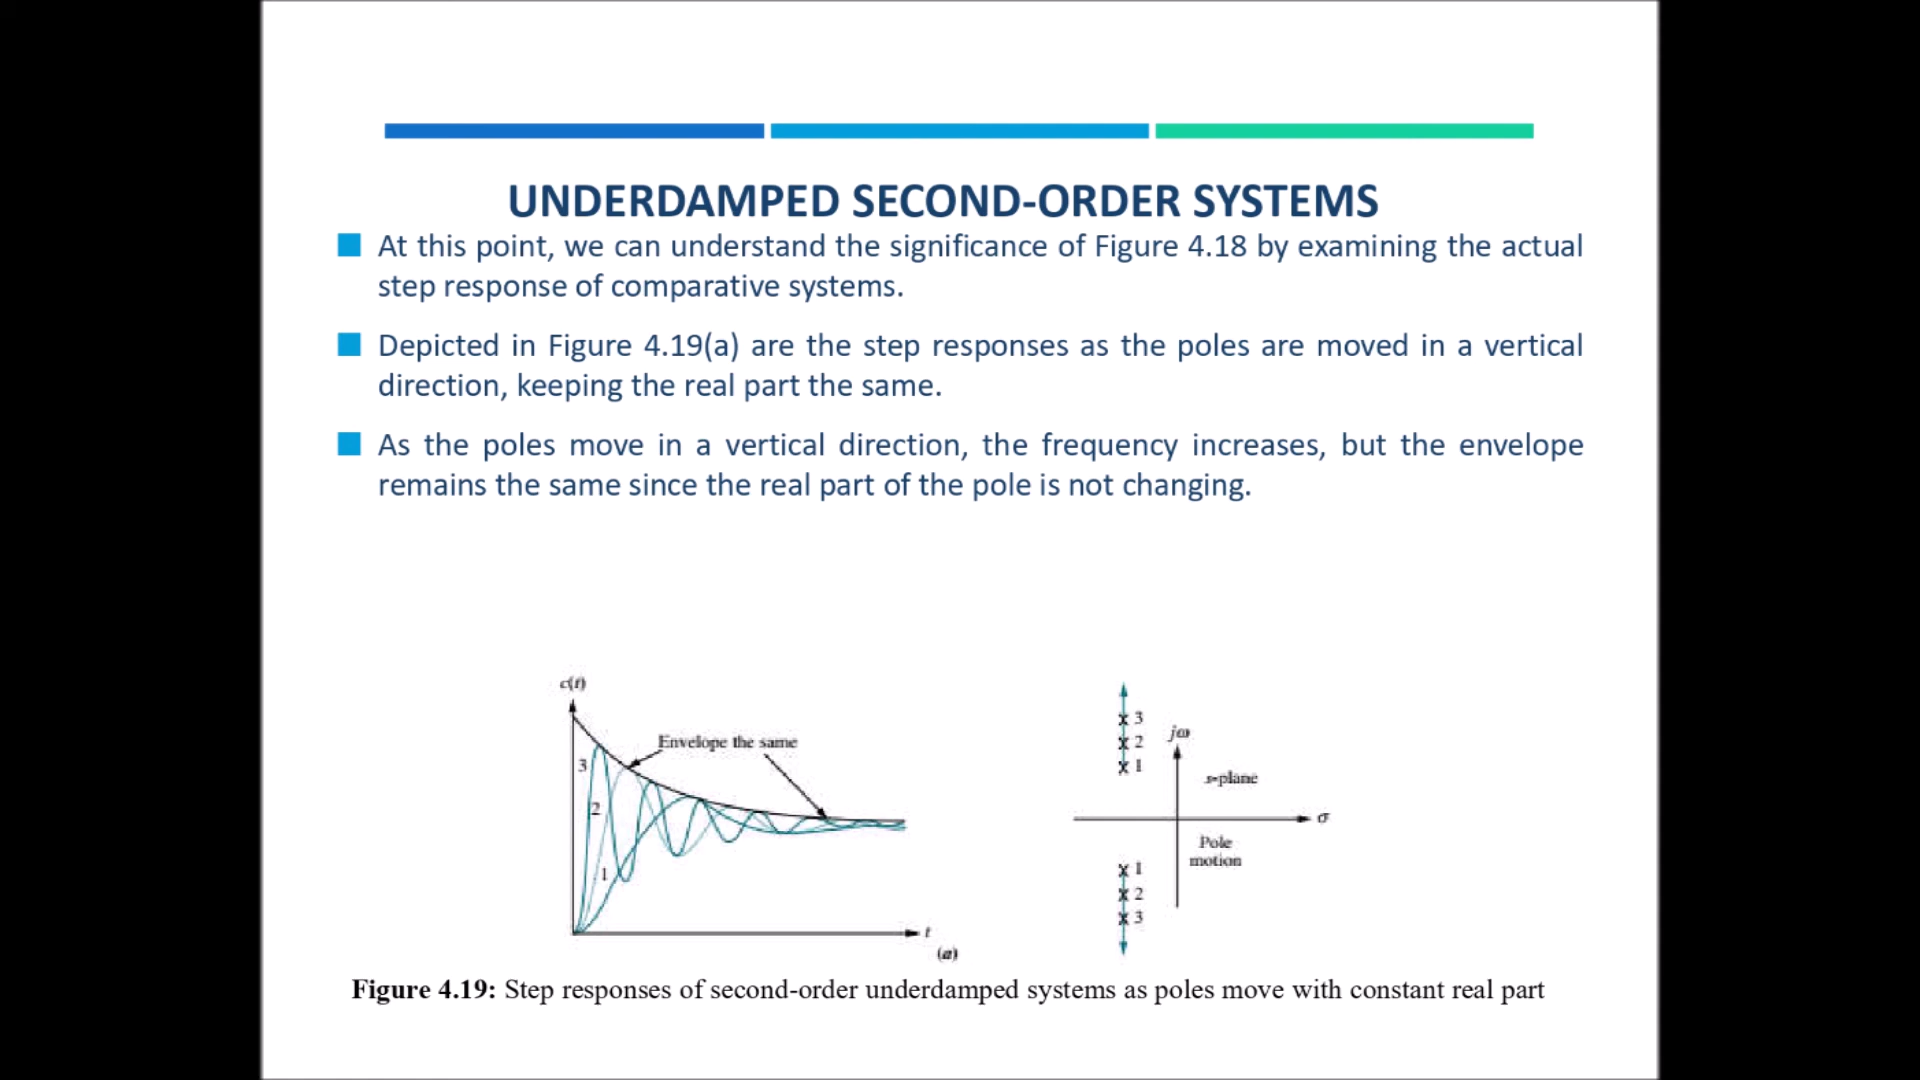 UNDERDAMPED SECOND-ORDER SYSTEMS
At this point, we can understand the significance of Figure 4.18 by examining the actual
step response of comparative systems.
Depicted in Figure 4.19(a) are the step responses as the poles are moved in a vertical
direction, keeping the real part the same.
As the poles move in a vertical direction, the frequency increases, but the envelope
remains the same since the real part of the pole is not changing.
c(t)
Envelope the same
3
2
1
t
(a)
3
2
1
jω
s-plane
σ
Pole
motion
1
2
3
Figure 4.19: Step responses of second-order underdamped systems as poles move with constant real part